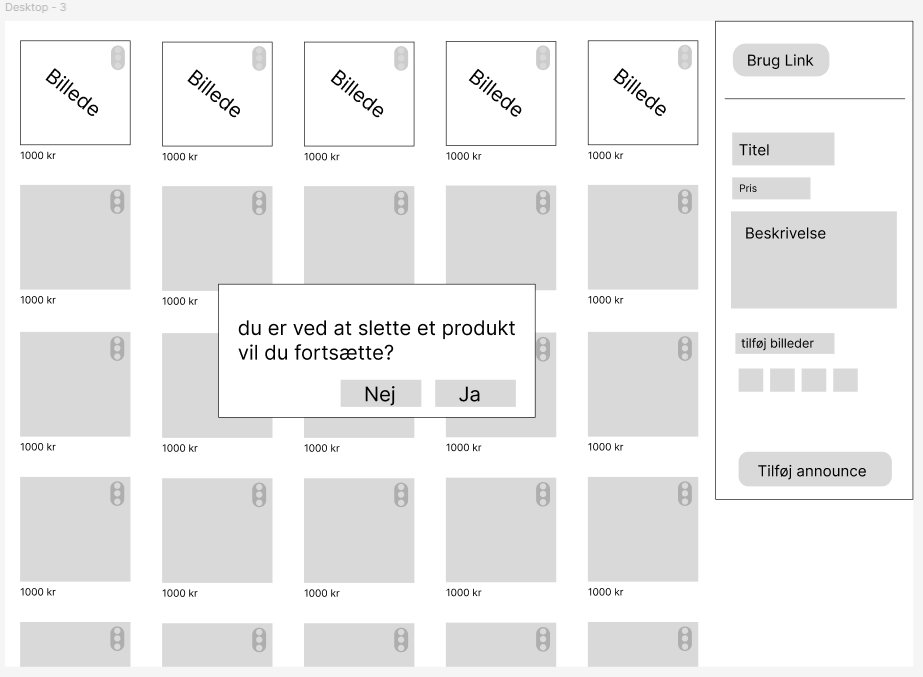 Desktop - 3
Billede
Billede
Billede
Billede
Billede
1000 kr
1000 kr
1000 kr
1000 kr
1000 kr
1000 kr
1000 kr
1000 kr
du er ved at slette et produkt
vil du fortsætte?
Nej
Ja
1000 kr
1000 kr
1000 kr
1000 kr
1000 kr
1000 kr
1000 kr
1000 kr
1000 kr
1000 kr
Brug Link
Titel
Pris
Beskrivelse
tilføj billeder
Tilføj announce